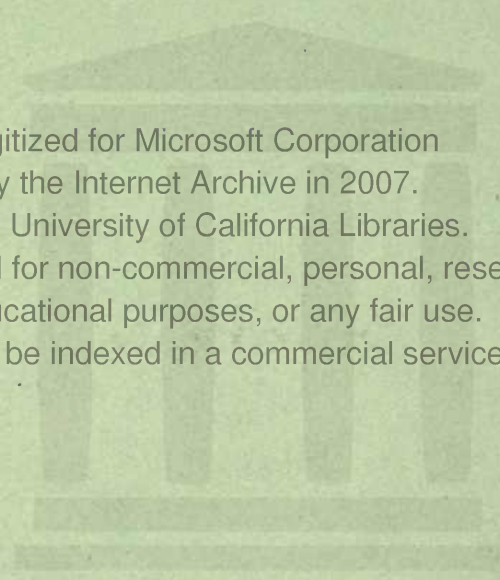 gitized for Microsoft Corporation
y the Internet Archive in 2007.
University of California Libraries.
for non-commercial, personal, rese
cational purposes, or any fair use.
be indexed in a commercial service